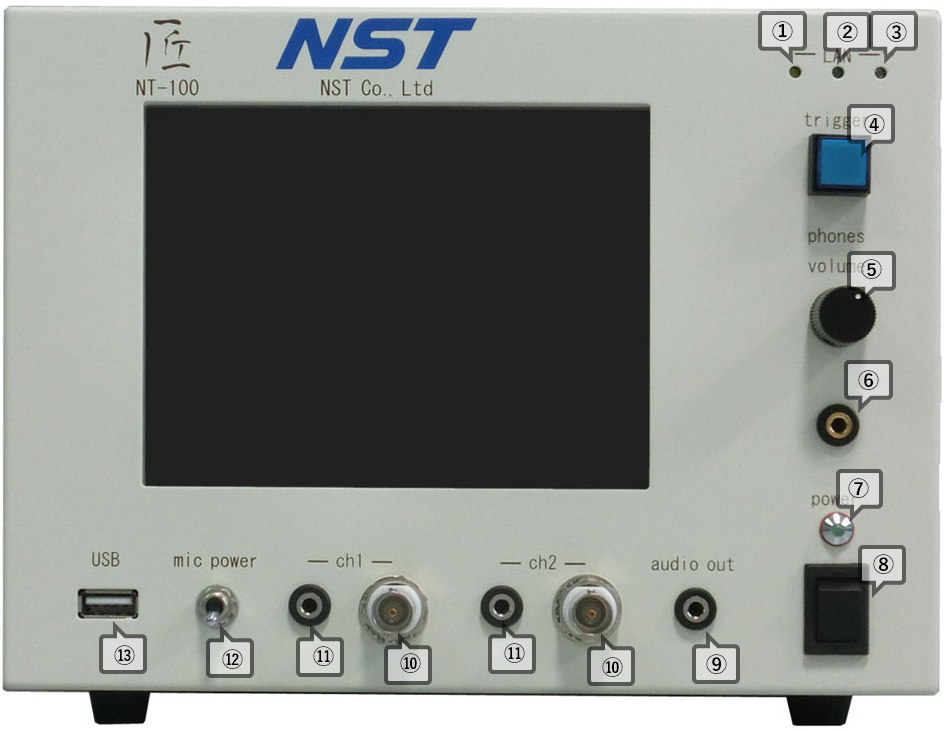 匠
NT-100
NST
NST Co., Ltd
① ② ③
LAN
trigger
④
phones
volume
⑤
⑥
power
⑦
⑧
USB
mic power
ch1
ch2
audio out
⑬
⑫
⑪
⑩
⑪
⑩
⑨